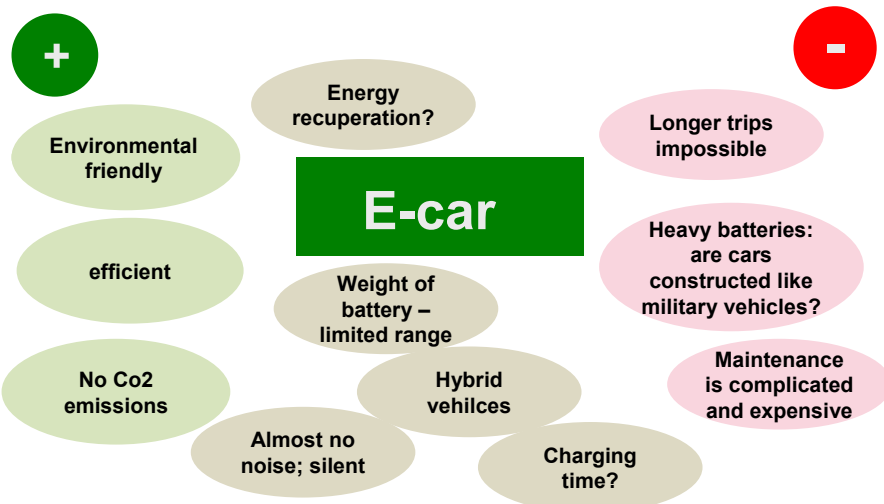 +
-
Energy
recuperation?
Environmental
friendly
Longer trips
impossible
E-car
efficient
Heavy batteries:
are cars
constructed like
military vehicles?
Weight of
battery –
limited range
No Co2
emissions
Hybrid
vehilces
Maintenance
is complicated
and expensive
Almost no
noise; silent
Charging
time?